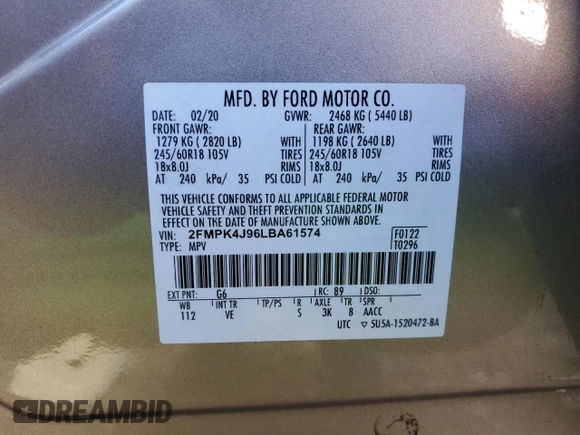 MFD. BY FORD MOTOR CO.
DATE: 02/20 GVWR: 2468 KG ( 5440 LB)
FRONT GAWR: REAR GAWR:
1279 KG ( 2820 LB) WITH 1198 KG ( 2640 LB) WITH
245/60R18 105V TIRES 245/60R18 105V TIRES
18x8.0J RIMS 18x8.0J RIMS
AT 240 kPa/ 35 PSI COLD AT 240 kPa/ 35 PSI COLD
THIS VEHICLE CONFORMS TO ALL APPLICABLE FEDERAL MOTOR
VEHICLE SAFETY AND THEFT PREVENTION STANDARDS IN
EFFECT ON THE DATE OF MANUFACTURE SHOWN ABOVE.
VIN: 2FMPK4J96LBA61574 F0122
TYPE: MPV T0296
EXT PNT: G6 RC: 89 DSO:
WB INT TR TP/PS R AXLE TR SPR
112 VE S 3K 8 AACC
UTC ▽ 5U5A-1520472-BA
DREAMBID